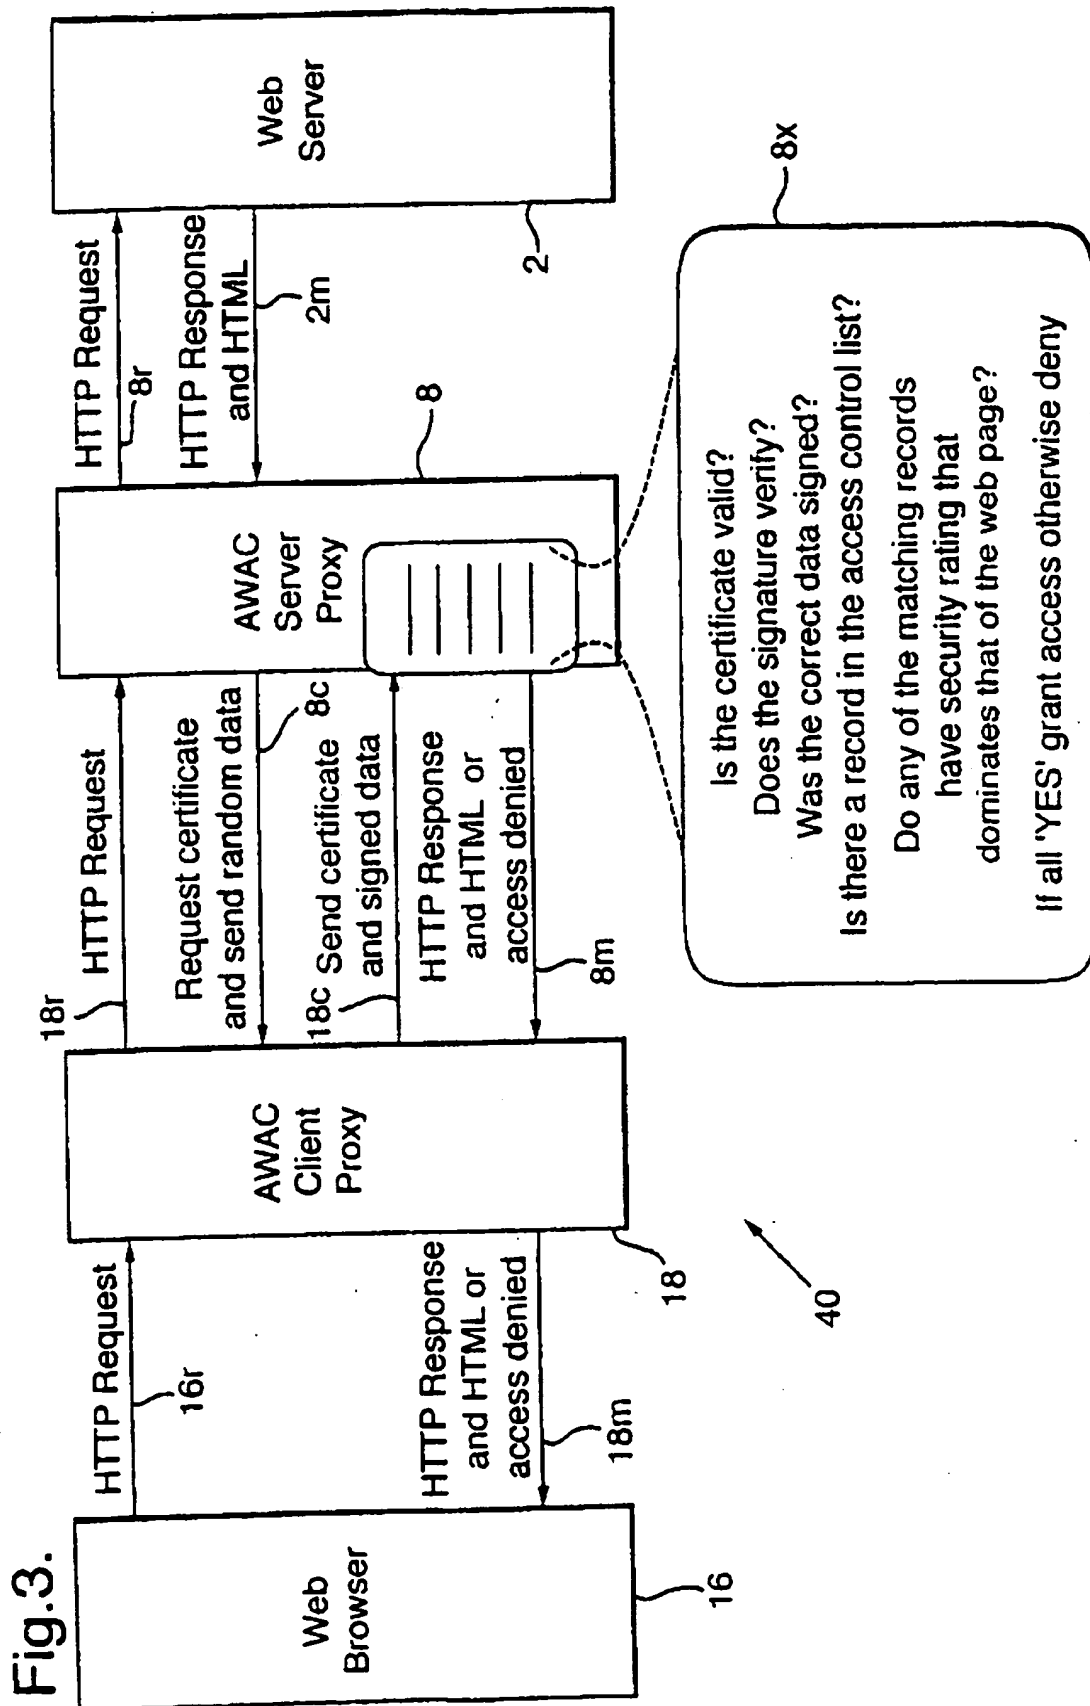 Fig.3.
Web
Browser
16
HTTP Request
16r
HTTP Response
and HTML or
access denied
18m
AWAC
Client
Proxy
18
40
18r
HTTP Request
Request certificate
and send random data
8c
18c Send certificate
and signed data
HTTP Response
and HTML or
access denied
8m
AWAC
Server
Proxy
8
HTTP Request
8r
HTTP Response
and HTML
2m
Web
Server
2
8x
Is the certificate valid?
Does the signature verify?
Was the correct data signed?
Is there a record in the access control list?
Do any of the matching records
have security rating that
dominates that of the web page?
If all 'YES' grant access otherwise deny